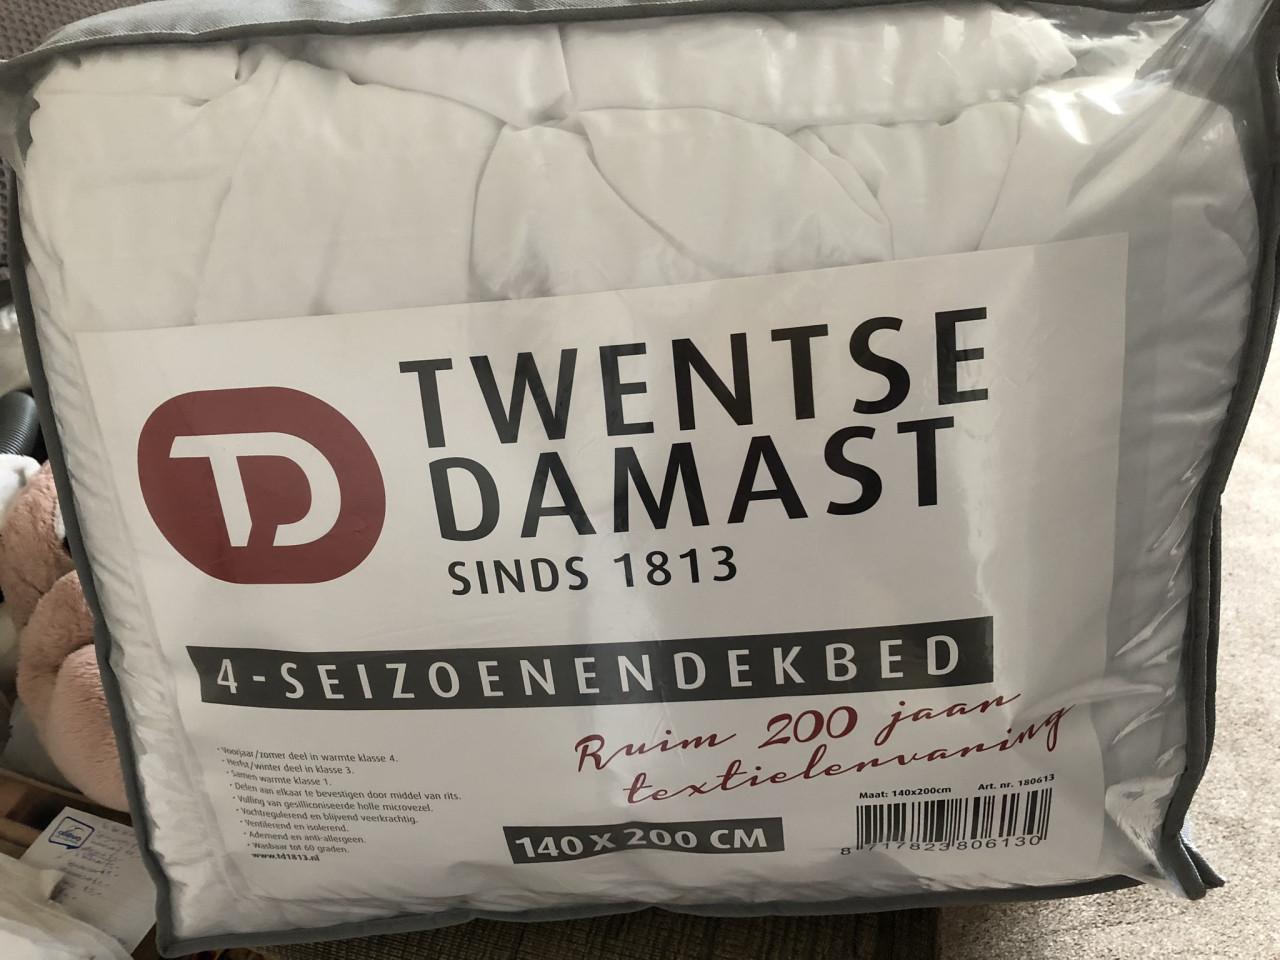 TD
TWENTSE
DAMAST
SINDS 1813
4-SEIZOENENDEKBED
Ruim 200 jaar
textielervaring
• Voorjaar/zomer deel in warmte klasse 4.
• Herfst/winter deel in klasse 3.
• Samen warmte klasse 1.
• Delen aan elkaar te bevestigen door middel van rits.
• Vulling van gesilliconiseerde holle microvezel.
• Vochtregulerend en blijvend veerkrachtig.
• Ventilerend en isolerend.
• Ademend en anti-allergeen.
• Wasbaar tot 60 graden.
www.td1813.nl
140 X 200 CM
Maat: 140x200cm Art. nr. 180613
8 717823 806130